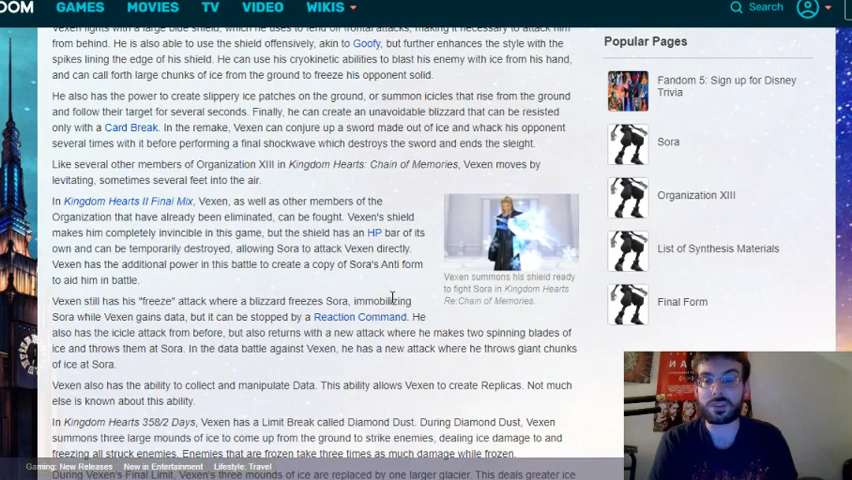 OM GAMES MOVIES TV VIDEO WIKIS Search
Vexen fights with a large blue shield, which he uses to fend off frontal attacks, making it necessary to attack him
from behind. He is also able to use the shield offensively, akin to Goofy, but further enhances the style with the
spikes lining the edge of his shield. He can use his cryokinetic abilities to blast his enemy with ice from his hand,
and can call forth large chunks of ice from the ground to freeze his opponent solid.
He also has the power to create slippery ice patches on the ground, or summon icicles that rise from the ground
and follow their target for several seconds. Finally, he can create an unavoidable blizzard that can be resisted
only with a Card Break. In the remake, Vexen can conjure up a sword made out of ice and whack his opponent
several times with it before performing a final shockwave which destroys the sword and ends the sleight.
Like several other members of Organization XIII in Kingdom Hearts: Chain of Memories, Vexen moves by
levitating, sometimes several feet into the air.
In Kingdom Hearts II Final Mix, Vexen, as well as other members of the
Organization that have already been eliminated, can be fought. Vexen's shield
makes him completely invincible in this game, but the shield has an HP bar of its
own and can be temporarily destroyed, allowing Sora to attack Vexen directly.
Vexen has the additional power in this battle to create a copy of Sora's Anti form
to aid him in battle.
Vexen summons his shield ready
to fight Sora in Kingdom Hearts
Re:Chain of Memories.
Vexen still has his "freeze" attack where a blizzard freezes Sora, immobilizing
Sora while Vexen gains data, but it can be stopped by a Reaction Command. He
also has the icicle attack from before, but also returns with a new attack where he makes two spinning blades of
ice and throws them at Sora. In the data battle against Vexen, he has a new attack where he throws giant chunks
of ice at Sora.
Vexen also has the ability to collect and manipulate Data. This ability allows Vexen to create Replicas. Not much
else is known about this ability.
In Kingdom Hearts 358/2 Days, Vexen has a Limit Break called Diamond Dust. During Diamond Dust, Vexen
summons three large mounds of ice to come up from the ground to strike enemies, dealing ice damage to and
freezing all struck enemies. Enemies that are frozen take three times as much damage while frozen.
During Vexen's Final Limit, Vexen's three mounds of ice are replaced by one larger glacier. This deals greater ice
Popular Pages
Fandom 5: Sign up for Disney
Trivia
Sora
Organization XIII
List of Synthesis Materials
Final Form
Gaming: New Releases New in Entertainment Lifestyle: Travel